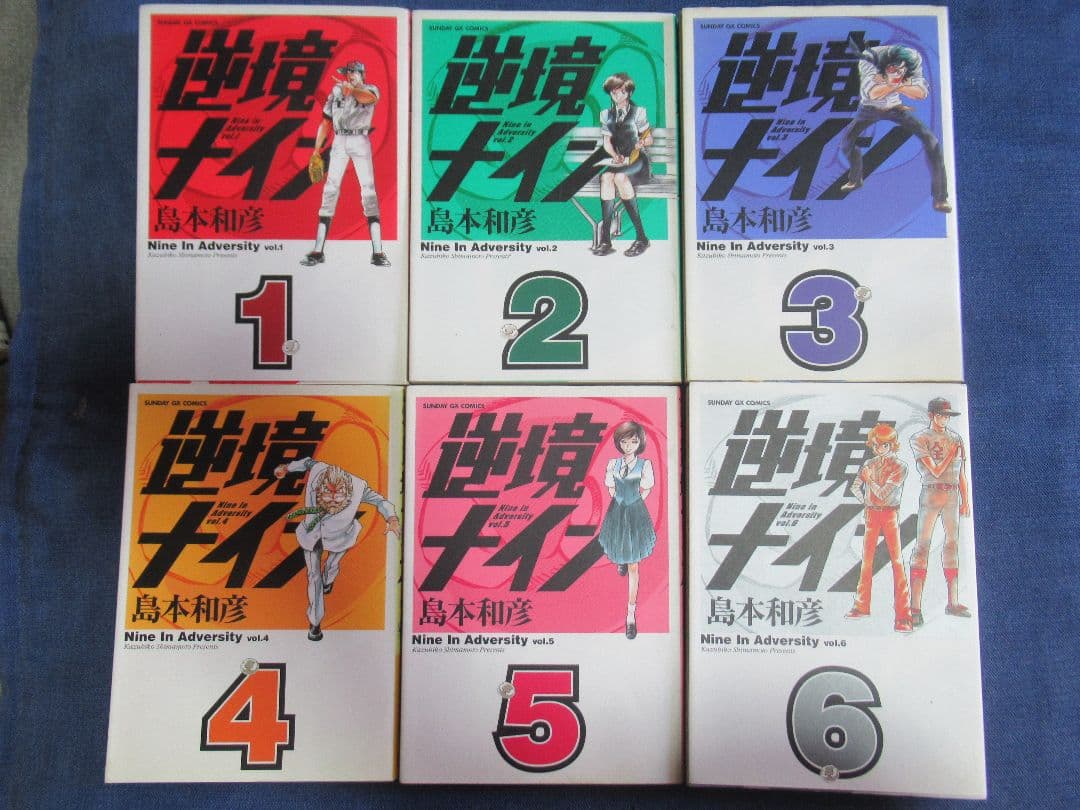 SUNDAY GX COMICS
逆境
ナイン
Nine in
Adversity
vol.1
島本和彦
Nine In Adversity vol.1
Kazuhiko Shimamoto Presents
1
SUNDAY GX COMICS
逆境
ナイン
Nine in
Adversity
vol.2
島本和彦
Nine In Adversity vol.2
Kazuhiko Shimamoto Presents
2
SUNDAY GX COMICS
逆境
ナイン
Nine in
Adversity
vol.3
島本和彦
Nine In Adversity vol.3
Kazuhiko Shimamoto Presents
3
SUNDAY GX COMICS
逆境
ナイン
Nine in
Adversity
vol.4
島本和彦
Nine In Adversity vol.4
Kazuhiko Shimamoto Presents
4
SUNDAY GX COMICS
逆境
ナイン
Nine in
Adversity
vol.5
島本和彦
Nine In Adversity vol.5
Kazuhiko Shimamoto Presents
5
SUNDAY GX COMICS
逆境
ナイン
Nine in
Adversity
vol.6
島本和彦
Nine In Adversity vol.6
Kazuhiko Shimamoto Presents
6